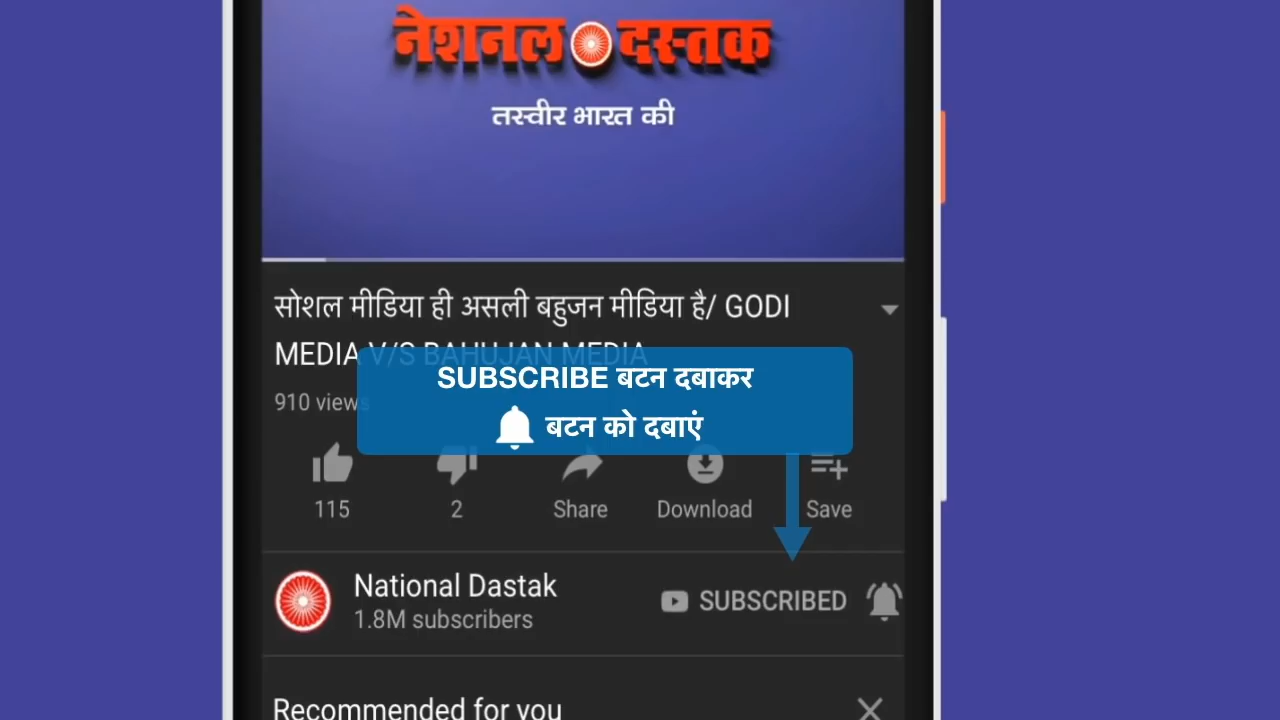 नेशनल दस्तक
तस्वीर भारत की
सोशल मीडिया ही असली बहुजन मीडिया है/ GODI
MEDIA V/S BAHUJAN MEDIA
910 views
SUBSCRIBE बटन दबाकर
बटन को दबाएं
115
2
Share
Download
Save
National Dastak
1.8M subscribers
SUBSCRIBED
Recommended for you